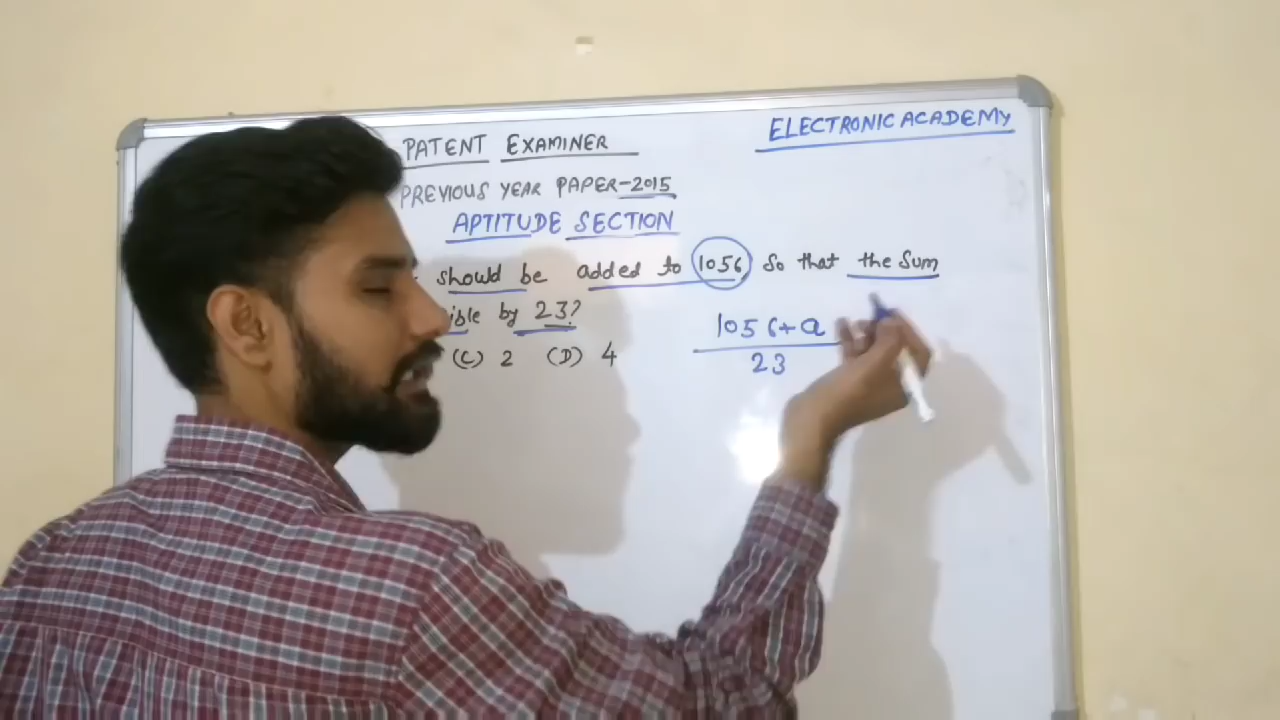 PATENT EXAMINER
ELECTRONIC ACADEMY
PREVIOUS YEAR PAPER-2015
APTITUDE SECTION
should be added to 1056 So that the Sum
ible by 23?
(C) 2 (D) 4
1056+a
23